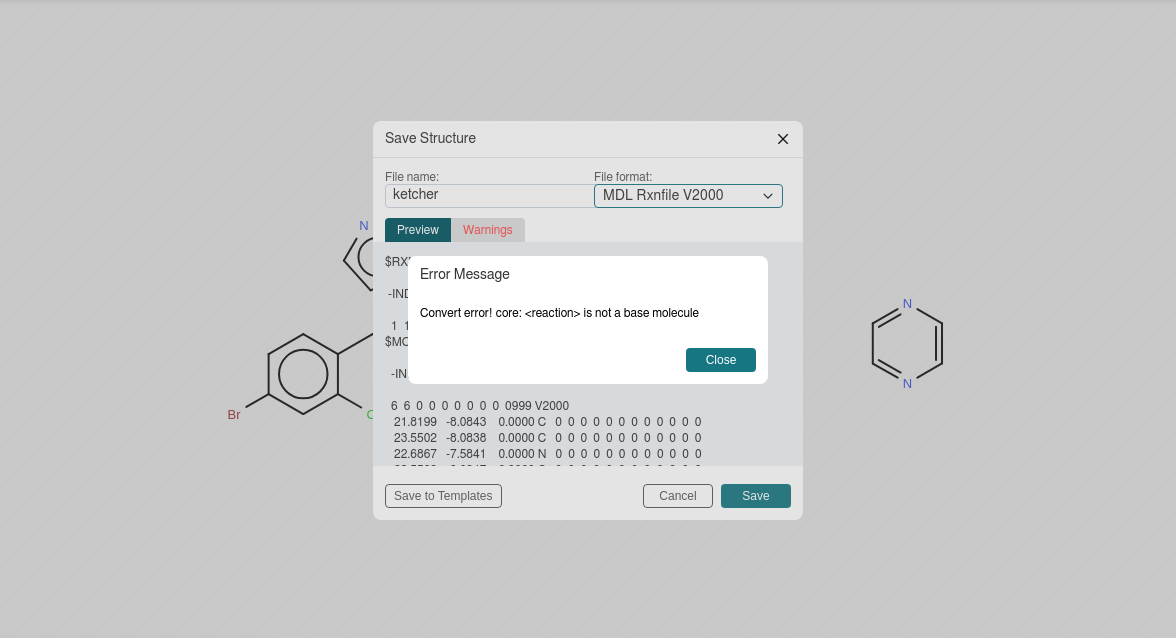 Save Structure
File name:
File format:
ketcher
MDL Rxnfile V2000
Preview
Warnings
N
Error Message
Convert error! core: <reaction> is not a base molecule
Close
1 1
-IN
6 6 0 0 0 0 0 0 0 0999 V2000
21.8199 -8.0843 0.0000 C 0 0 0 0 0 0 0 0 0 0 0 0
23.5502 -8.0838 0.0000 C 0 0 0 0 0 0 0 0 0 0 0 0
22.6867 -7.5841 0.0000 N 0 0 0 0 0 0 0 0 0 0 0 0
Save to Templates
Cancel
Save
Br
N
N